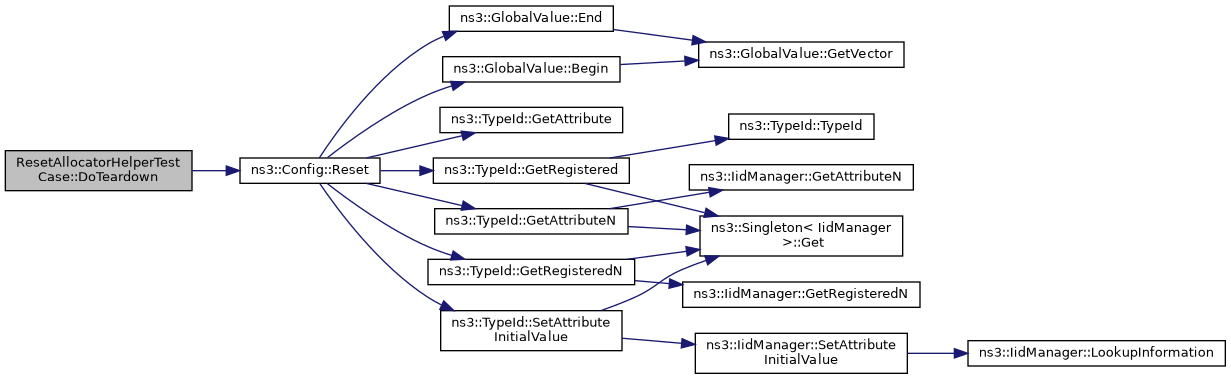 ResetAllocatorHelperTest
Case::DoTeardown
ns3::Config::Reset
ns3::GlobalValue::End
ns3::GlobalValue::Begin
ns3::TypeId::GetAttribute
ns3::TypeId::GetRegistered
ns3::TypeId::GetAttributeN
ns3::TypeId::GetRegisteredN
ns3::TypeId::SetAttribute
InitialValue
ns3::GlobalValue::GetVector
ns3::TypeId::TypeId
ns3::IidManager::GetAttributeN
ns3::Singleton< IidManager
>::Get
ns3::IidManager::GetRegisteredN
ns3::IidManager::SetAttribute
InitialValue
ns3::IidManager::LookupInformation